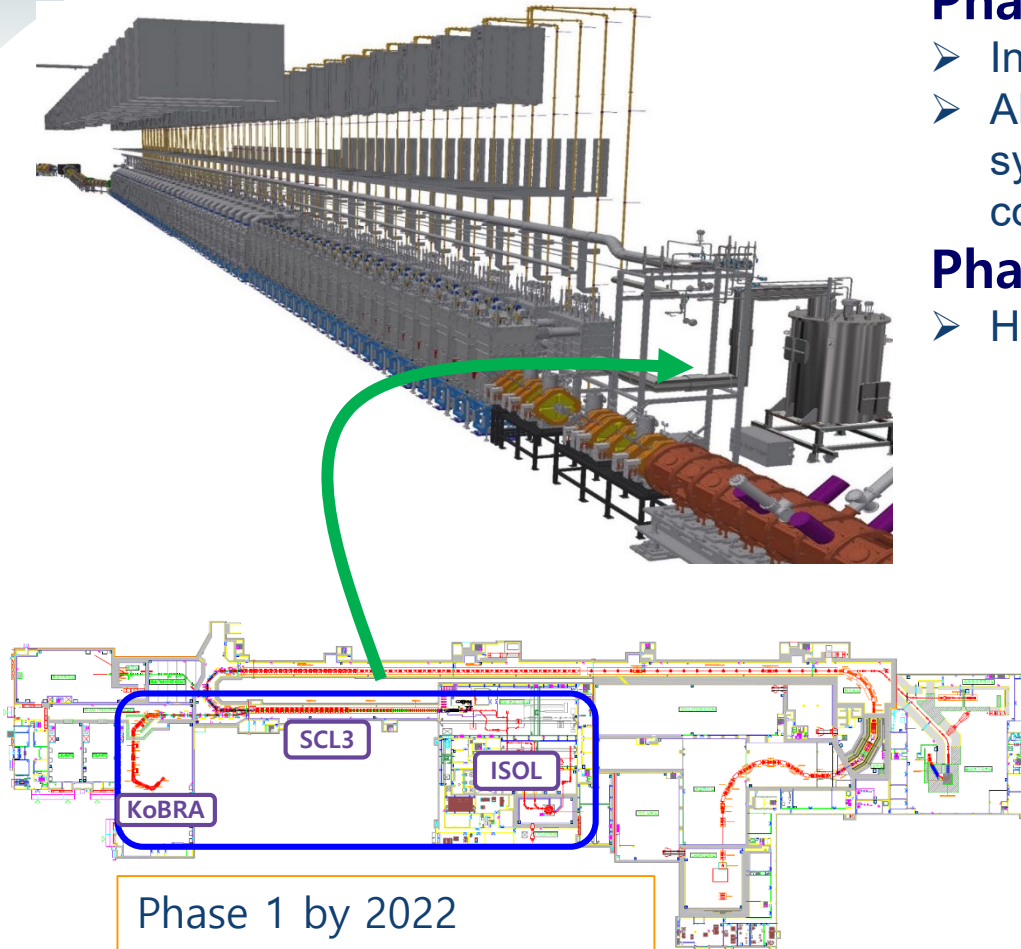 Pha
➢ In
➢ Al
sy
co
Pha
➢ H
SCL3
ISOL
KoBRA
Phase 1 by 2022